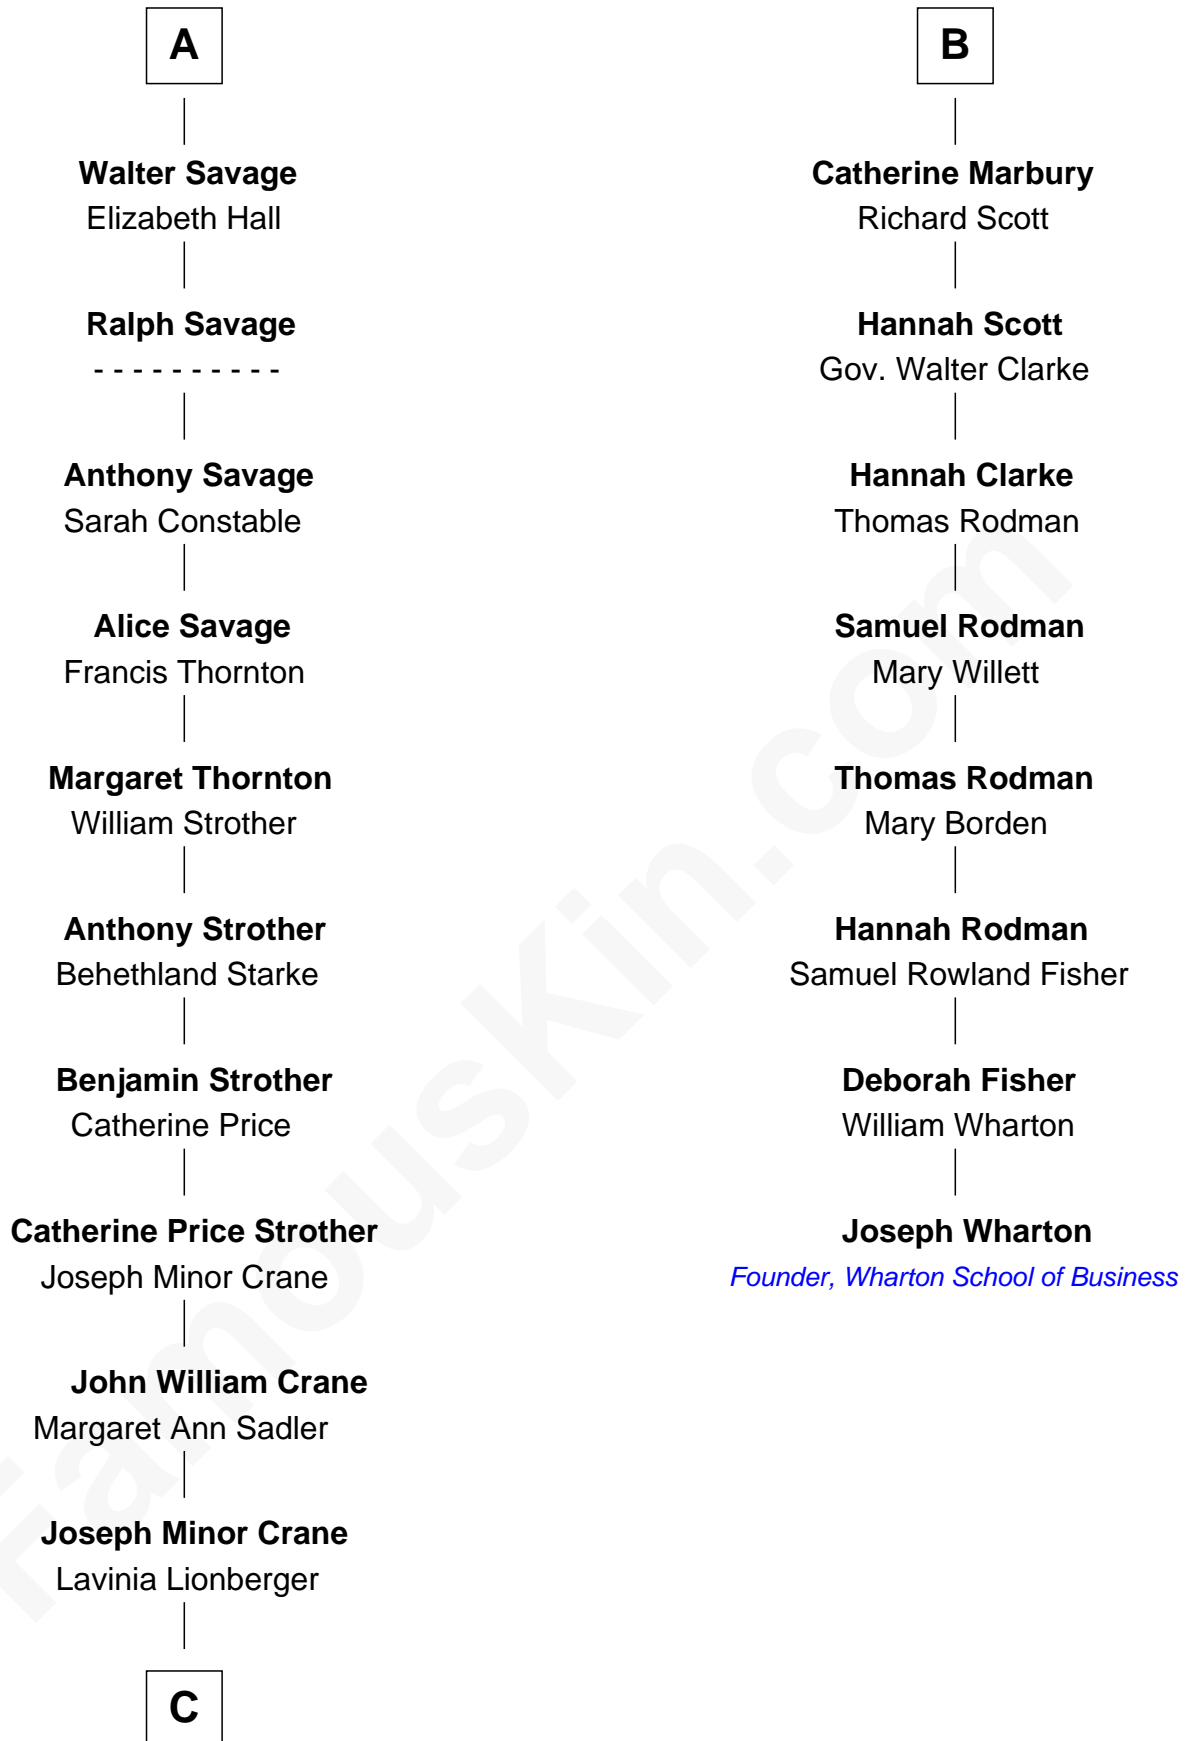 A
Walter Savage
Elizabeth Hall
Ralph Savage
- - - - - - - - - -
Anthony Savage
Sarah Constable
Alice Savage
Francis Thornton
Margaret Thornton
William Strother
Anthony Strother
Behethland Starke
Benjamin Strother
Catherine Price
Catherine Price Strother
Joseph Minor Crane
John William Crane
Margaret Ann Sadler
Joseph Minor Crane
Lavinia Lionberger
C
B
Catherine Marbury
Richard Scott
Hannah Scott
Gov. Walter Clarke
Hannah Clarke
Thomas Rodman
Samuel Rodman
Mary Willett
Thomas Rodman
Mary Borden
Hannah Rodman
Samuel Rowland Fisher
Deborah Fisher
William Wharton
Joseph Wharton
Founder, Wharton School of Business
FamousKin.com